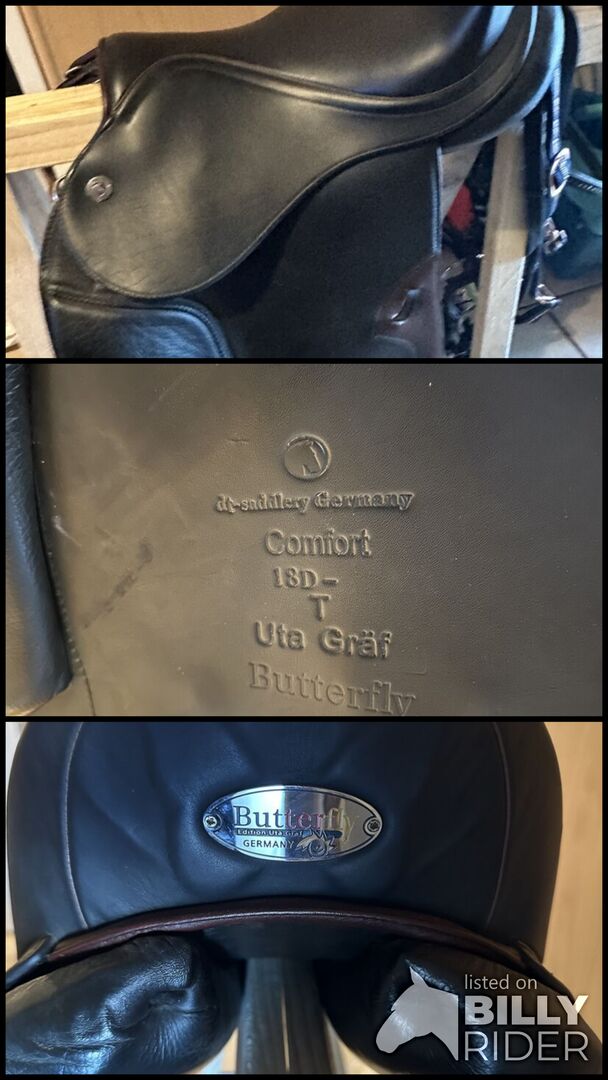 dt-saddlery Germany
Comfort
18D-
T
Uta Gräf
Butterfly
Butterfly
Edition Uta Gräf
GERMANY
listed on
BILLY
RIDER